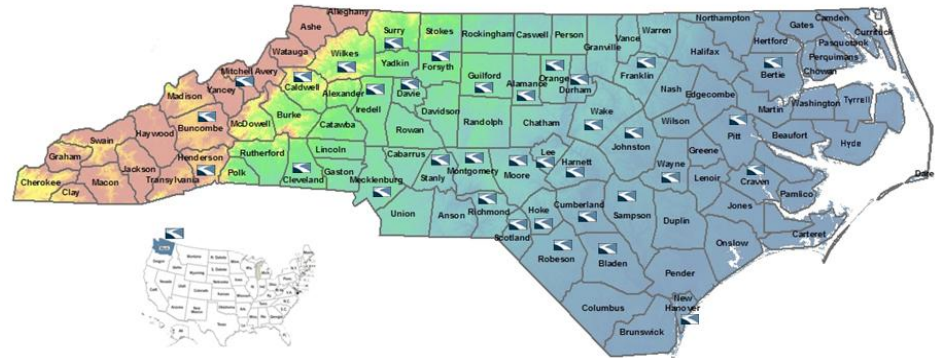 Alleghany
Ashe
Surry
Stokes
Rockingham
Caswell
Person
Granville
Vance
Warren
Northampton
Gates
Camden
Currituck
Pasquotank
Perquimans
Chowan
Hertford
Halifax
Bertie
Watauga
Wilkes
Yadkin
Forsyth
Guilford
Alamance
Orange
Durham
Franklin
Nash
Edgecombe
Martin
Washington
Tyrrell
Mitchell
Avery
Caldwell
Alexander
Davie
Iredell
Davidson
Randolph
Chatham
Wake
Wilson
Pitt
Beaufort
Hyde
Dare
Madison
Yancey
Burke
Catawba
Rowan
McDowell
Buncombe
Haywood
Swain
Graham
Cherokee
Clay
Macon
Jackson
Transylvania
Henderson
Rutherford
Polk
Cleveland
Lincoln
Gaston
Mecklenburg
Cabarrus
Stanly
Montgomery
Moore
Lee
Harnett
Johnston
Wayne
Greene
Lenoir
Craven
Pamlico
Jones
Carteret
Union
Anson
Richmond
Scotland
Hoke
Cumberland
Sampson
Duplin
Onslow
Robeson
Bladen
Pender
Columbus
Brunswick
New
Hanover